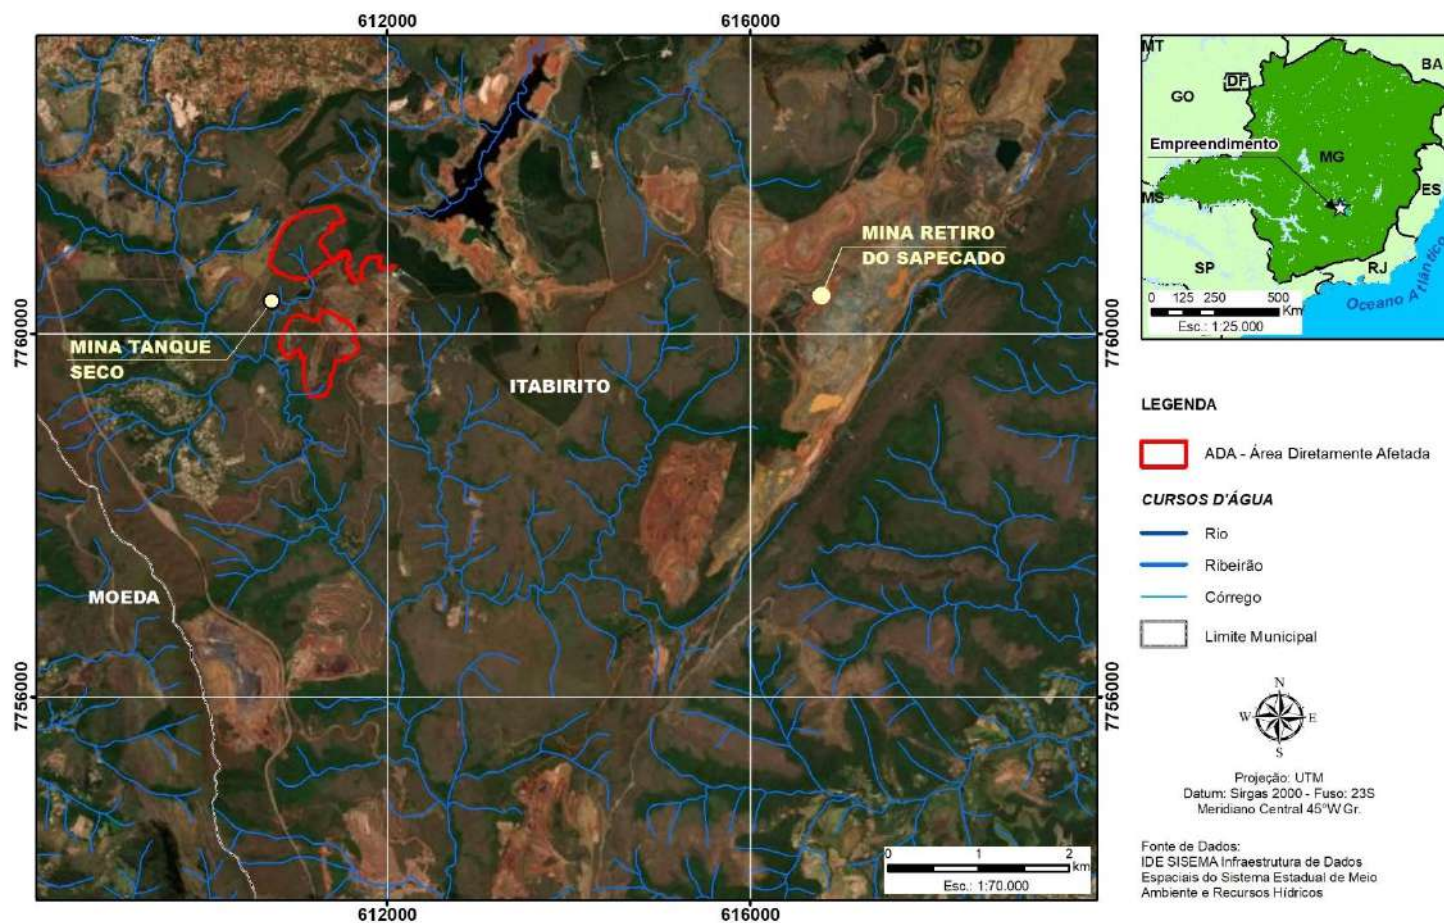 612000
616000
7760000
7760000
7756000
7756000
612000
616000
MINA RETIRO
DO SAPECADO
MINA TANQUE
SECO
ITABIRITO
MOEDA
0 1 2
km
Esc.: 1:70.000
MT
BA
DF
GO
Empreendimento
MG
MS
ES
SP
RJ
Oceano Atlântico
0 125 250 500
Km
Esc.: 1:25.000
LEGENDA
ADA - Área Diretamente Afetada
CURSOS D'ÁGUA
Rio
Ribeirão
Córrego
Limite Municipal
N
W E
S
Projeção: UTM
Datum: Sirgas 2000 - Fuso: 23S
Meridiano Central 45°W Gr.
Fonte de Dados:
IDE SISEMA Infraestrutura de Dados
Espaciais do Sistema Estadual de Meio
Ambiente e Recursos Hídricos